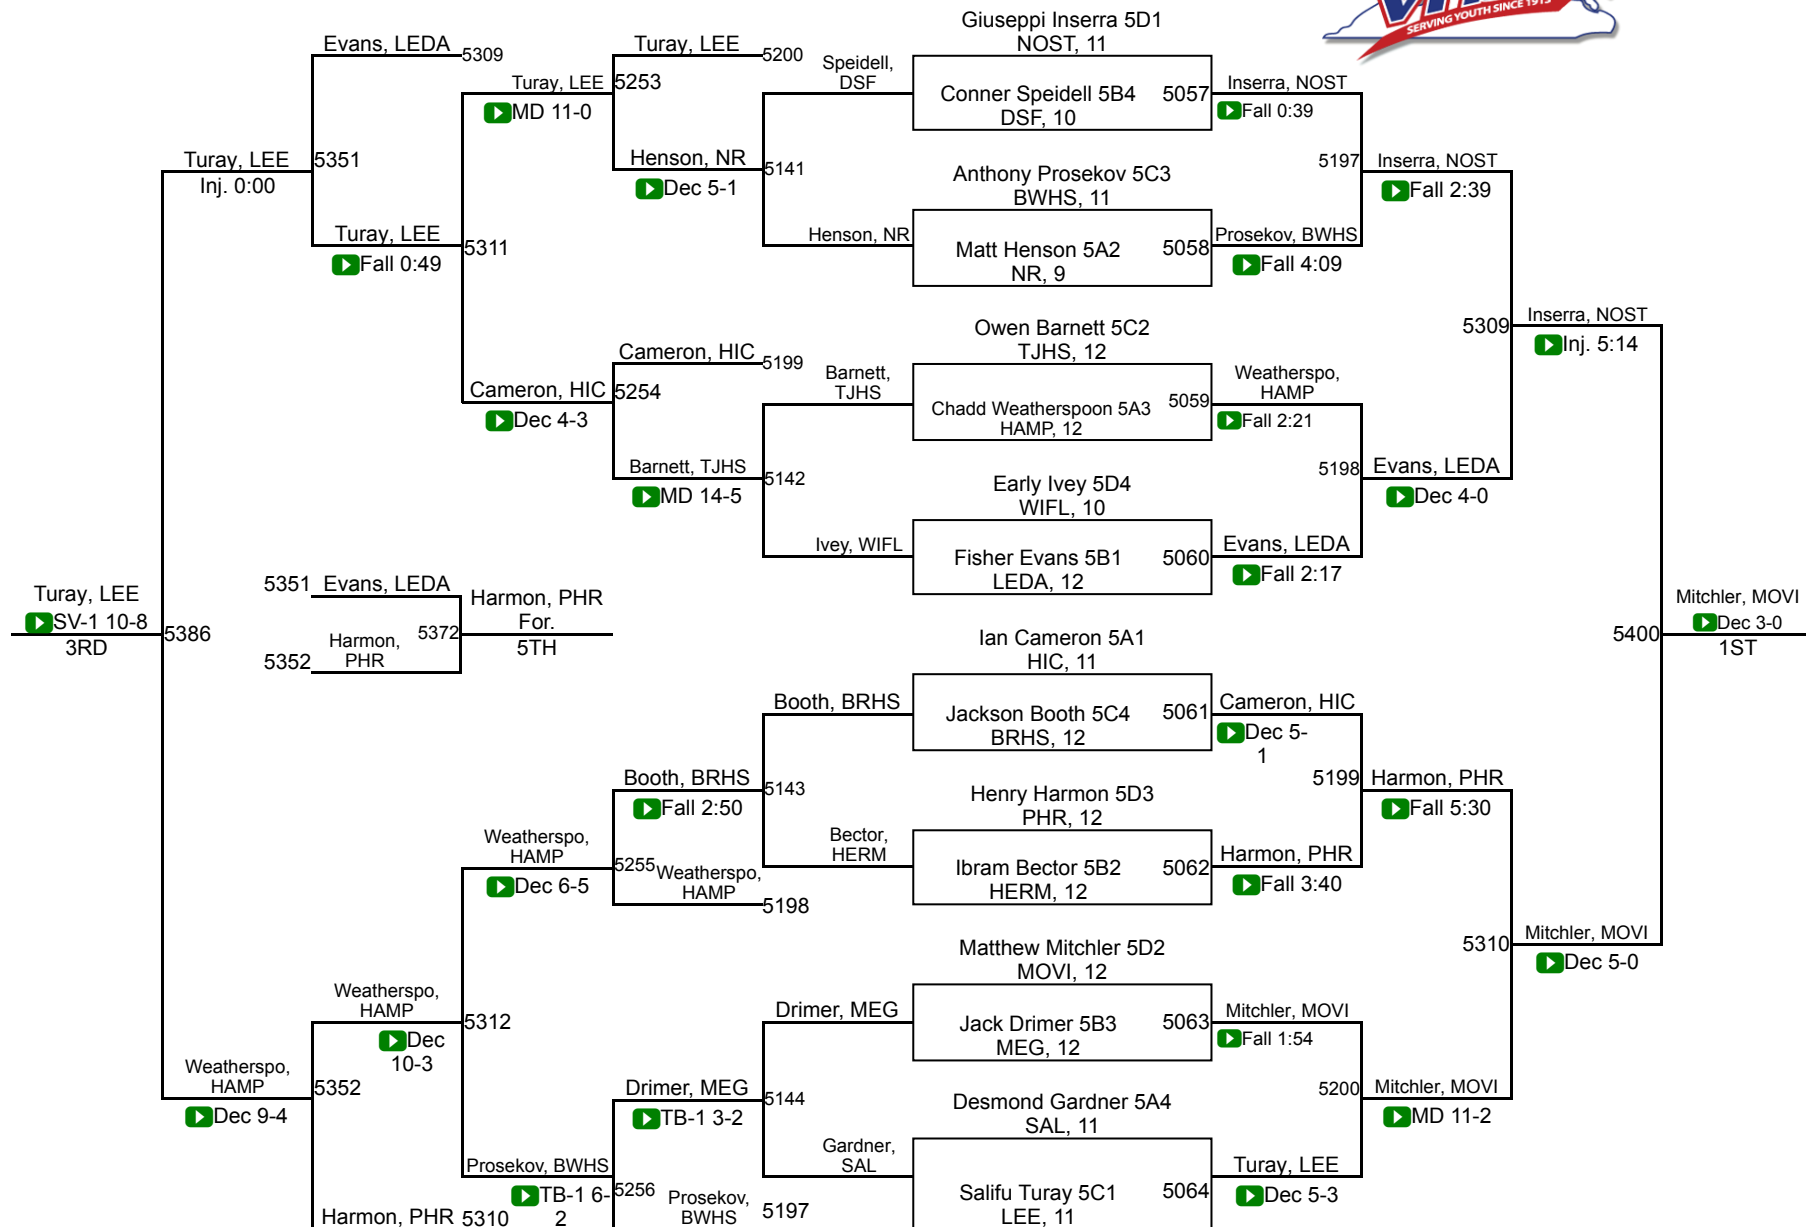 SERVING YOUTH SINCE 1913
Evans, LEDA
5309
Turay, LEE
5200
Giuseppi Inserra 5D1
NOST, 11
Speidell,
DSF
Turay, LEE
5253
MD 11-0
Conner Speidell 5B4
DSF, 10
5057
Inserra, NOST
Fall 0:39
Turay, LEE
5351
Inj. 0:00
Henson, NR
5141
Dec 5-1
Anthony Prosekov 5C3
BWHS, 11
5197
Inserra, NOST
Fall 2:39
Turay, LEE
5311
Fall 0:49
Henson, NR
Matt Henson 5A2
NR, 9
5058
Prosekov, BWHS
Fall 4:09
Owen Barnett 5C2
TJHS, 12
5309
Inserra, NOST
Inj. 5:14
Cameron, HIC
5199
Barnett,
TJHS
Cameron, HIC
5254
Dec 4-3
Chadd Weatherspoon 5A3
HAMP, 12
5059
Weatherspo,
HAMP
Fall 2:21
Barnett, TJHS
5142
MD 14-5
Early Ivey 5D4
WIFL, 10
5198
Evans, LEDA
Dec 4-0
Ivey, WIFL
Fisher Evans 5B1
LEDA, 12
5060
Evans, LEDA
Fall 2:17
Turay, LEE
SV-1 10-8
3RD
5386
5351
Evans, LEDA
5352
Harmon,
PHR
5372
Harmon, PHR
For.
5TH
Ian Cameron 5A1
HIC, 11
5400
Mitchler, MOVI
Dec 3-0
1ST
Booth, BRHS
Jackson Booth 5C4
BRHS, 12
5061
Cameron, HIC
Dec 5-
1
Booth, BRHS
5143
Fall 2:50
Henry Harmon 5D3
PHR, 12
5199
Harmon, PHR
Fall 5:30
Weatherspo,
HAMP
Dec 6-5
5255
Weatherspo,
HAMP
5198
Bector,
HERM
Ibram Bector 5B2
HERM, 12
5062
Harmon, PHR
Fall 3:40
Matthew Mitchler 5D2
MOVI, 12
5310
Mitchler, MOVI
Dec 5-0
Weatherspo,
HAMP
5312
Dec
10-3
Drimer, MEG
Jack Drimer 5B3
MEG, 12
5063
Mitchler, MOVI
Fall 1:54
Weatherspo,
HAMP
5352
Dec 9-4
Drimer, MEG
5144
TB-1 3-2
Desmond Gardner 5A4
SAL, 11
5200
Mitchler, MOVI
MD 11-2
Prosekov, BWHS
TB-1 6-
2
5256
Prosekov,
BWHS
5197
Gardner,
SAL
Salifu Turay 5C1
LEE, 11
5064
Turay, LEE
Dec 5-3
Harmon, PHR
5310